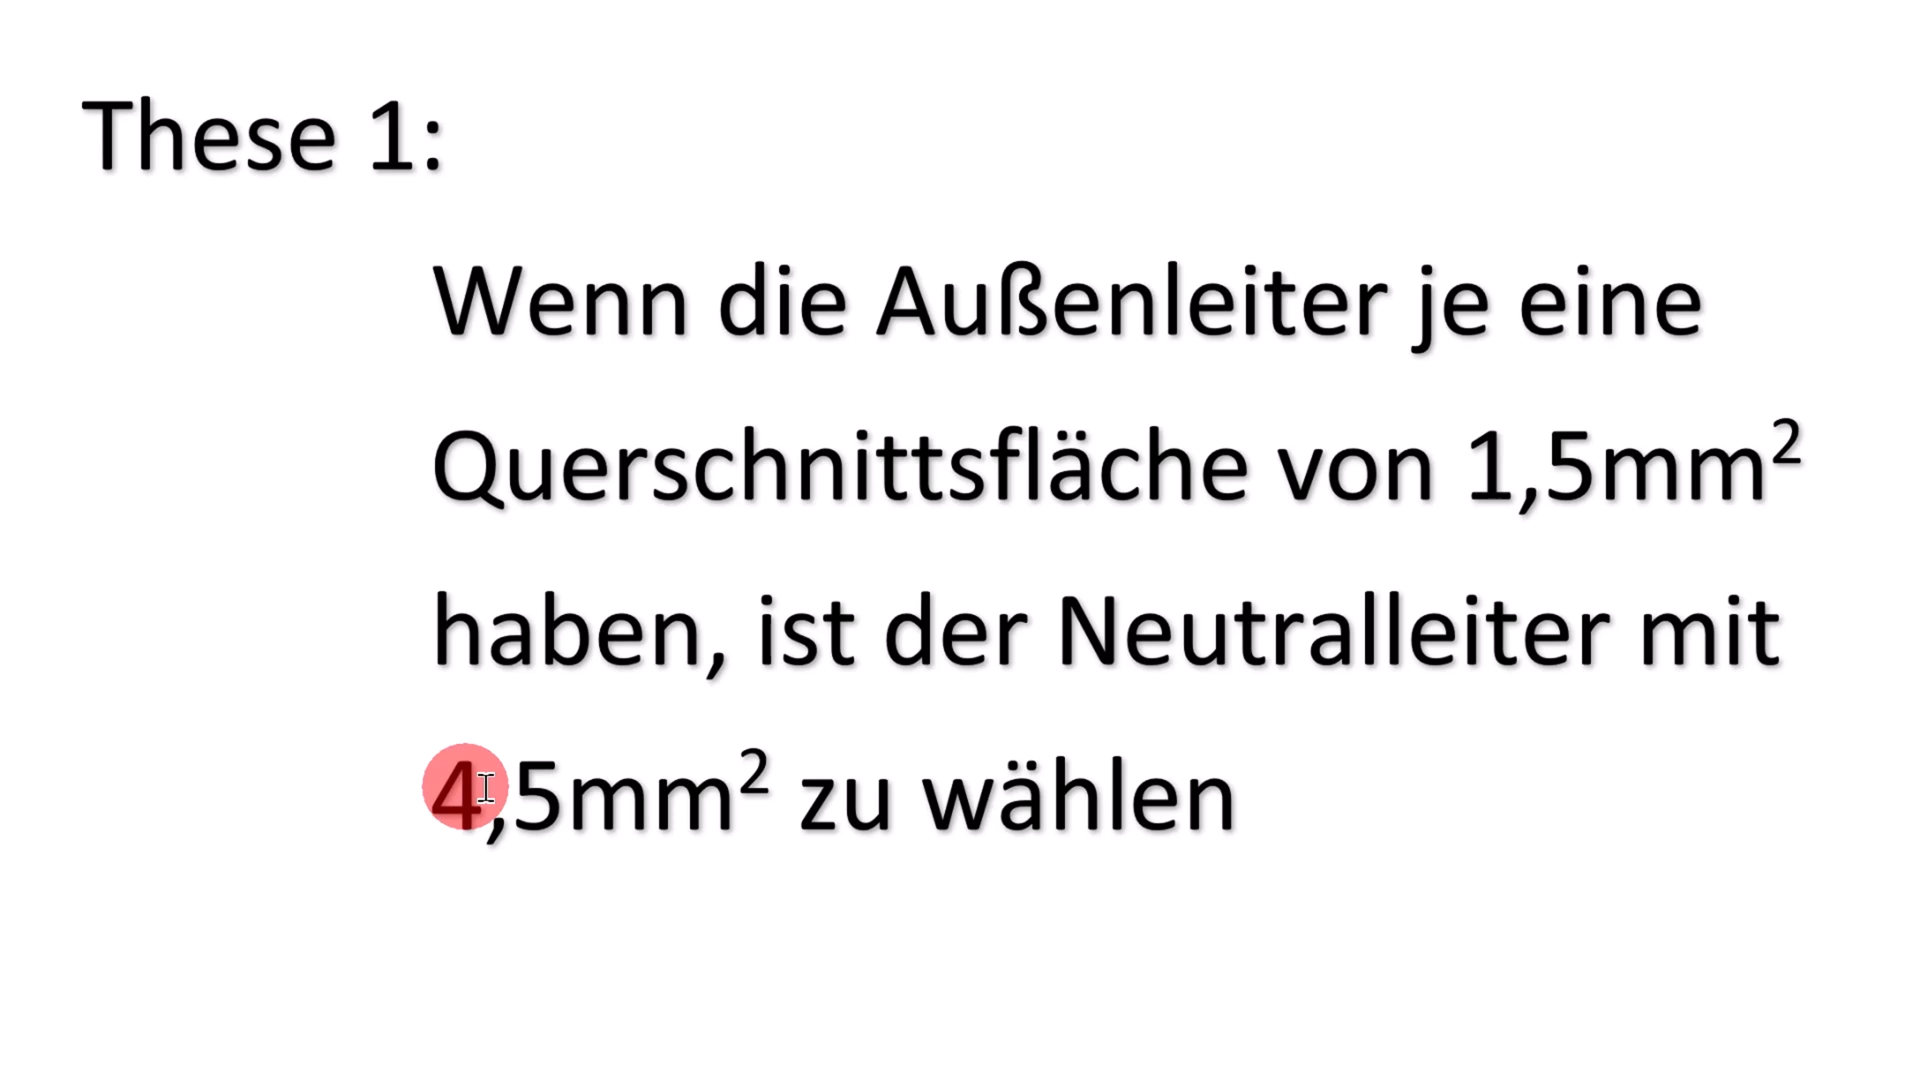 These 1:
Wenn die Außenleiter je eine
Querschnittsfläche von 1,5mm²
haben, ist der Neutralleiter mit
4,5mm² zu wählen